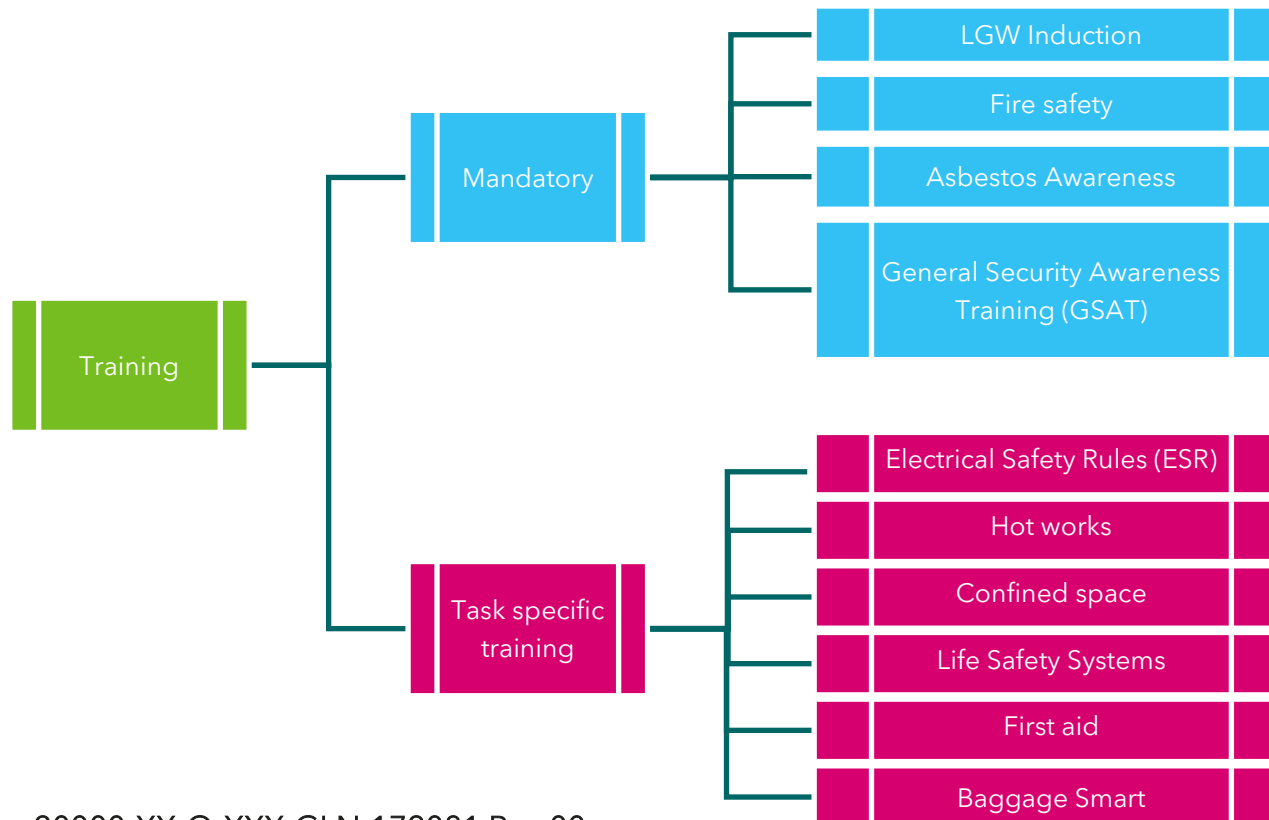 LGW Induction
Fire safety
Mandatory
Asbestos Awareness
General Security Awareness
Training (GSAT)
Training
Electrical Safety Rules (ESR)
Hot works
Confined space
Task specific
training
Life Safety Systems
First aid
Baggage Smart